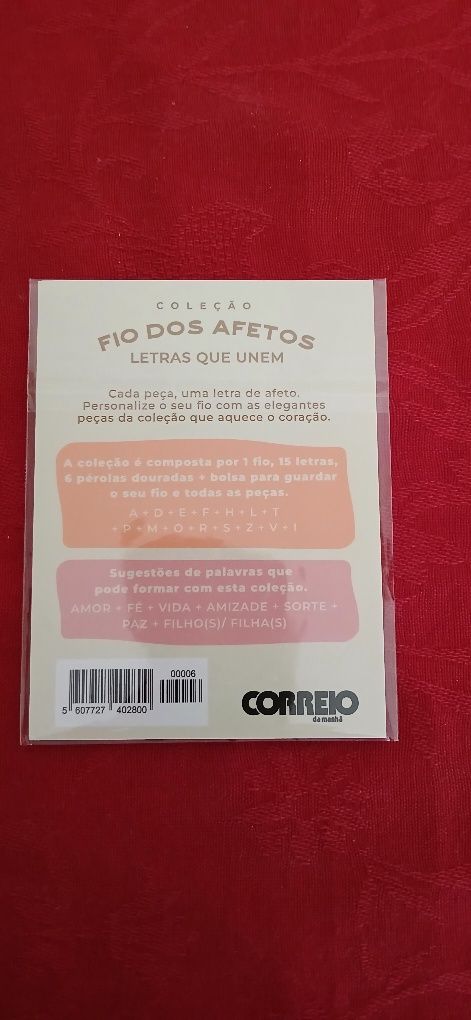 COLEÇÃO
FIO DOS AFETOS
LETRAS QUE UNEM
Cada peça, uma letra de afeto.
Personalize o seu fio com as elegantes
peças da coleção que aquece o coração.
A coleção é composta por 1 fio, 15 letras,
6 pérolas douradas + bolsa para guardar
o seu fio e todas as peças.
A + D + E + F + H + L + T
+ P + M + O + R + S + Z + V + I
Sugestões de palavras que
pode formar com esta coleção.
AMOR + FÉ + VIDA + AMIZADE + SORTE +
PAZ + FILHO(S)/ FILHA(S)
00006
5 607727 402800
CORREIO
da manhã